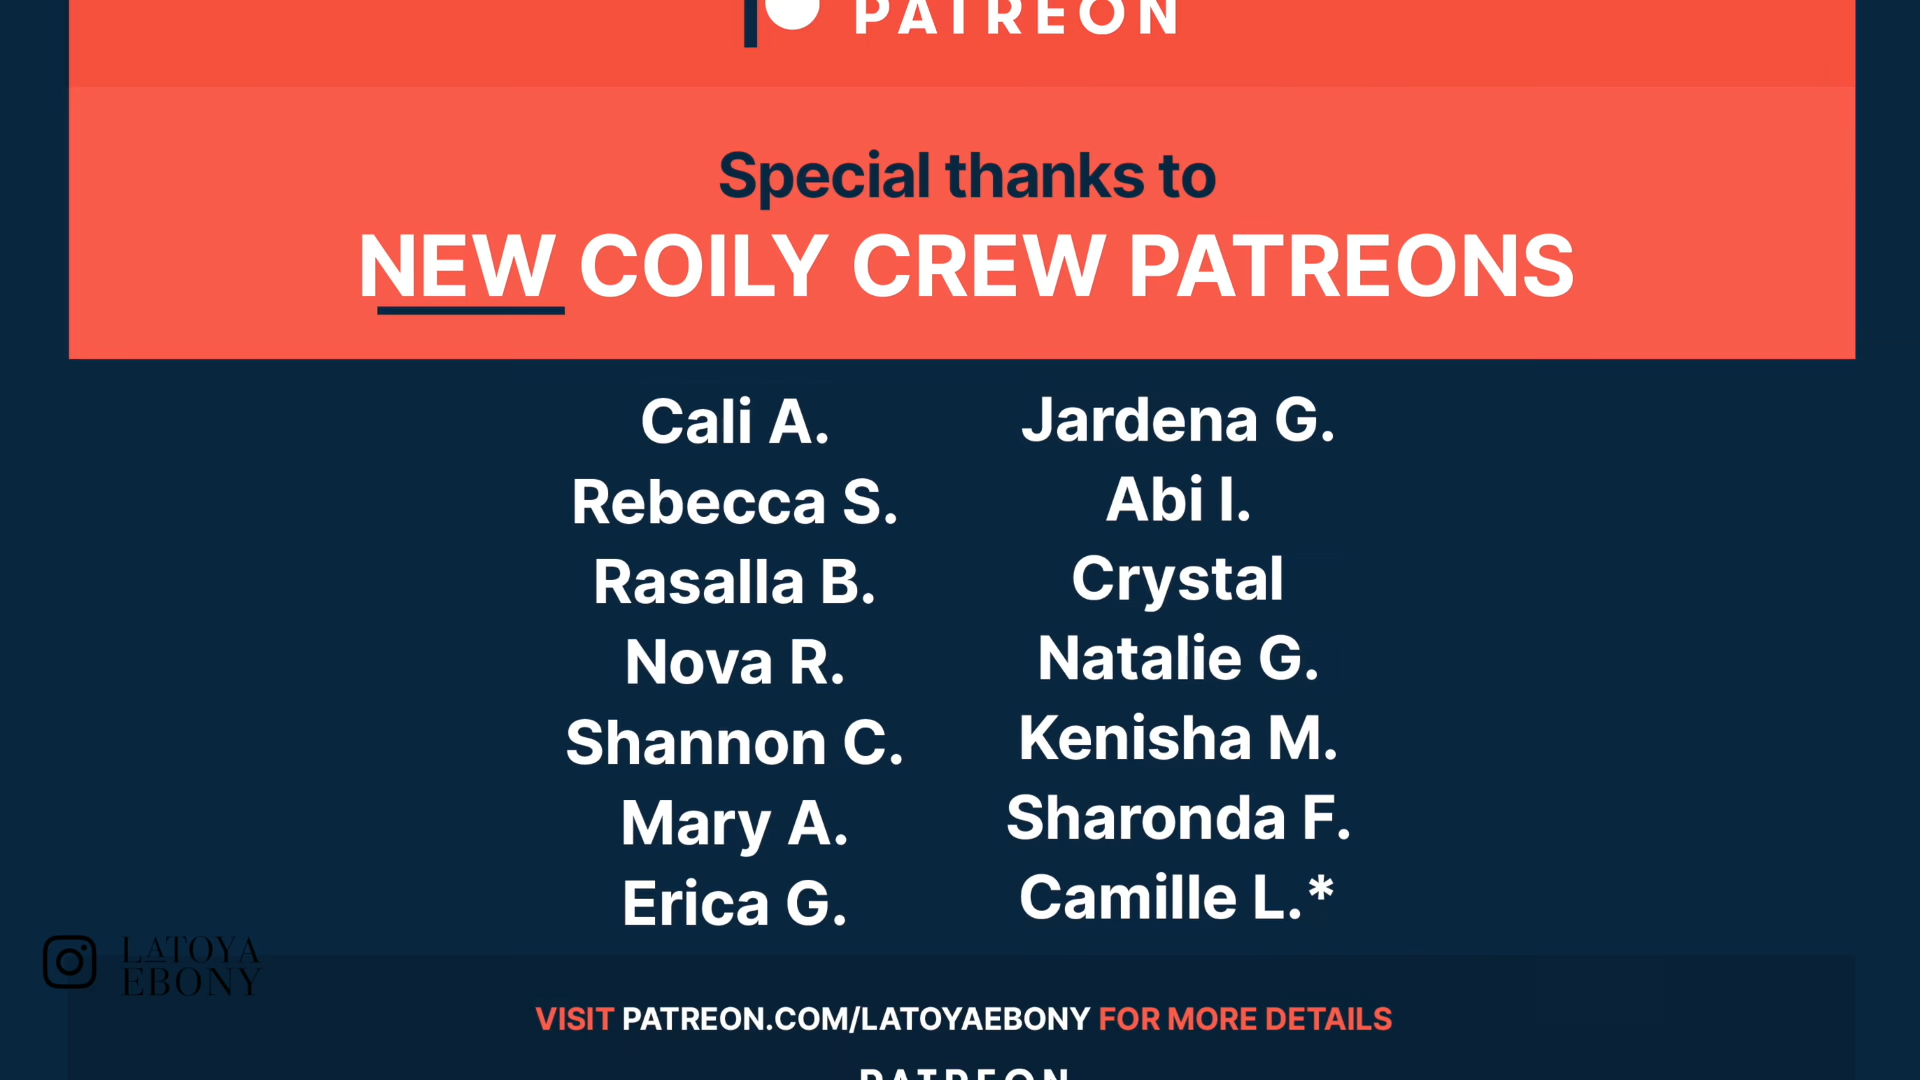 PATREON
Special thanks to
NEW COILY CREW PATREONS
Cali A.
Rebecca S.
Rasalla B.
Nova R.
Shannon C.
Mary A.
Erica G.
Jardena G.
Abi I.
Crystal
Natalie G.
Kenisha M.
Sharonda F.
Camille L.*
LATOYA
EBONY
VISIT PATREON.COM/LATOYAEBONY FOR MORE DETAILS
PATREON